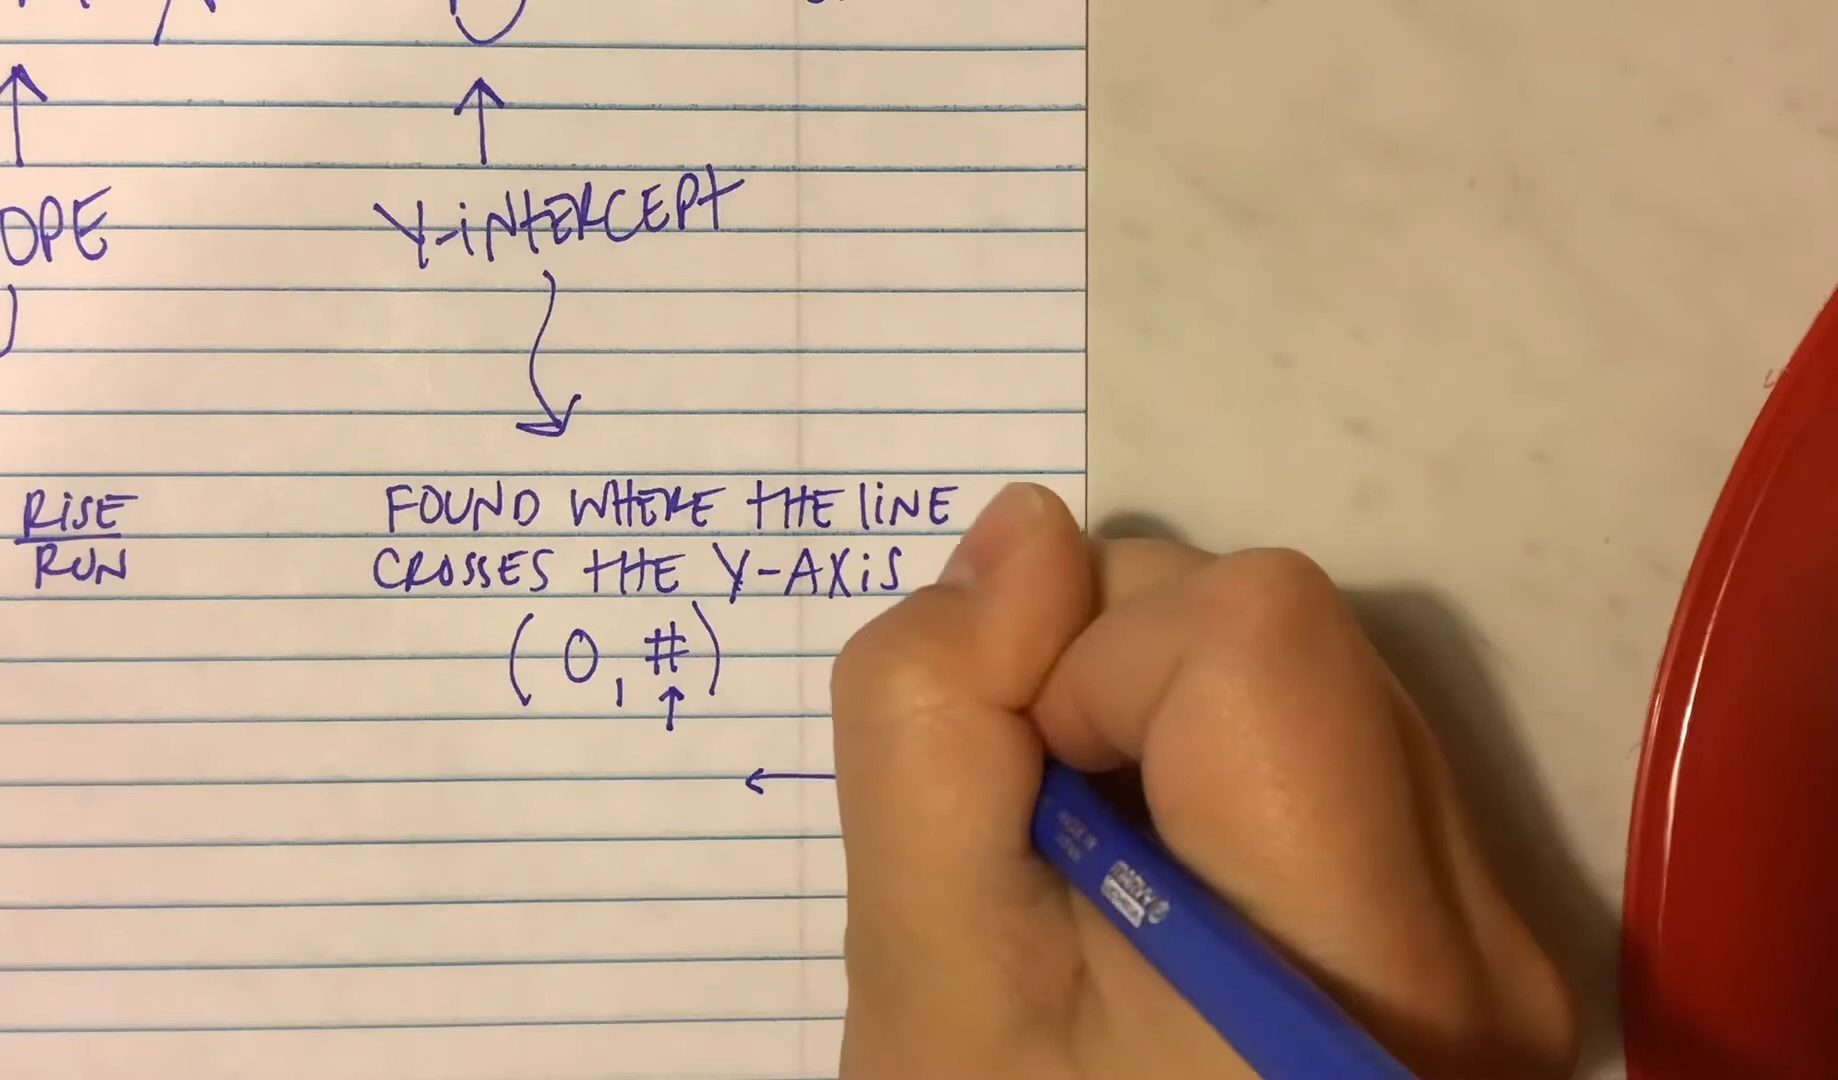 OPE Y-iNTERCEPT
RiSE
RUN
FOUND WHERE THE liNE
CROSSES THE Y-AXiS
(0, #)